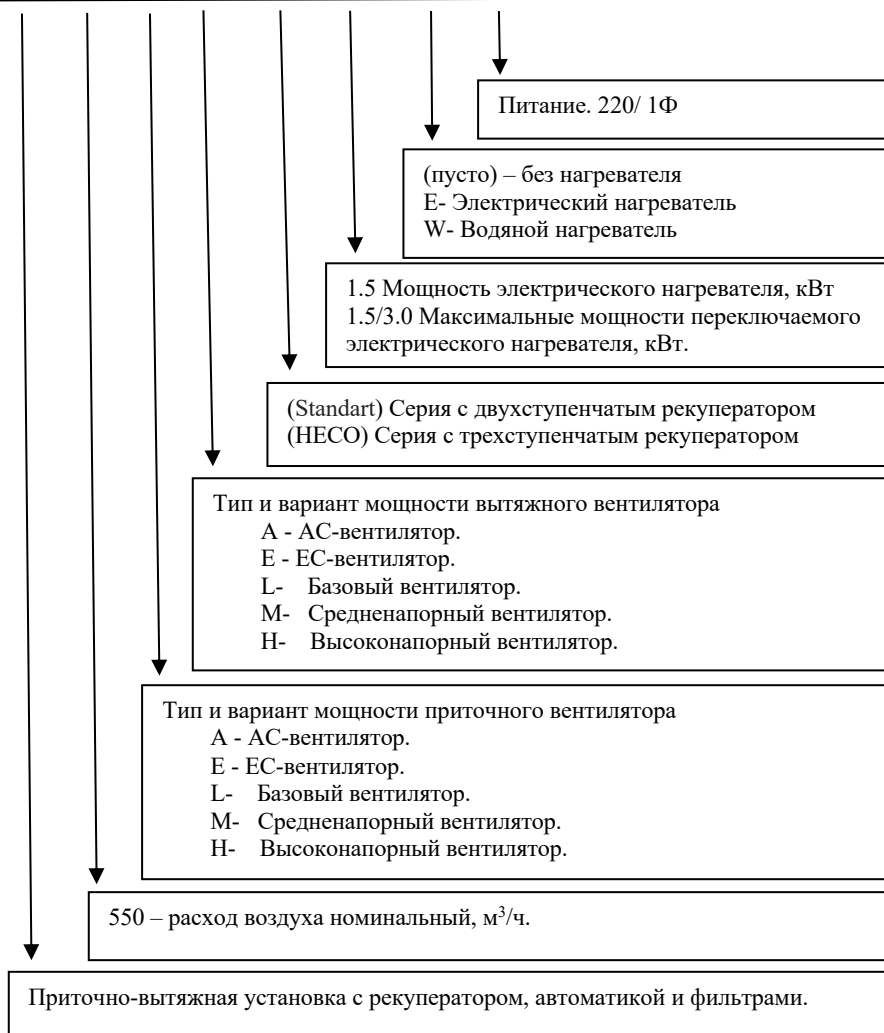 Питание. 220/ 1Ф
(пусто) – без нагревателя
E- Электрический нагреватель
W- Водяной нагреватель
1.5 Мощность электрического нагревателя, кВт
1.5/3.0 Максимальные мощности переключаемого
электрического нагревателя, кВт.
(Standart) Серия с двухступенчатым рекуператором
(HECO) Серия с трехступенчатым рекуператором
Тип и вариант мощности вытяжного вентилятора
A - AC-вентилятор.
E - EC-вентилятор.
L- Базовый вентилятор.
M- Средненапорный вентилятор.
H- Высоконапорный вентилятор.
Тип и вариант мощности приточного вентилятора
A - AC-вентилятор.
E - EC-вентилятор.
L- Базовый вентилятор.
M- Средненапорный вентилятор.
H- Высоконапорный вентилятор.
550 – расход воздуха номинальный, м³/ч.
Приточно-вытяжная установка с рекуператором, автоматикой и фильтрами.